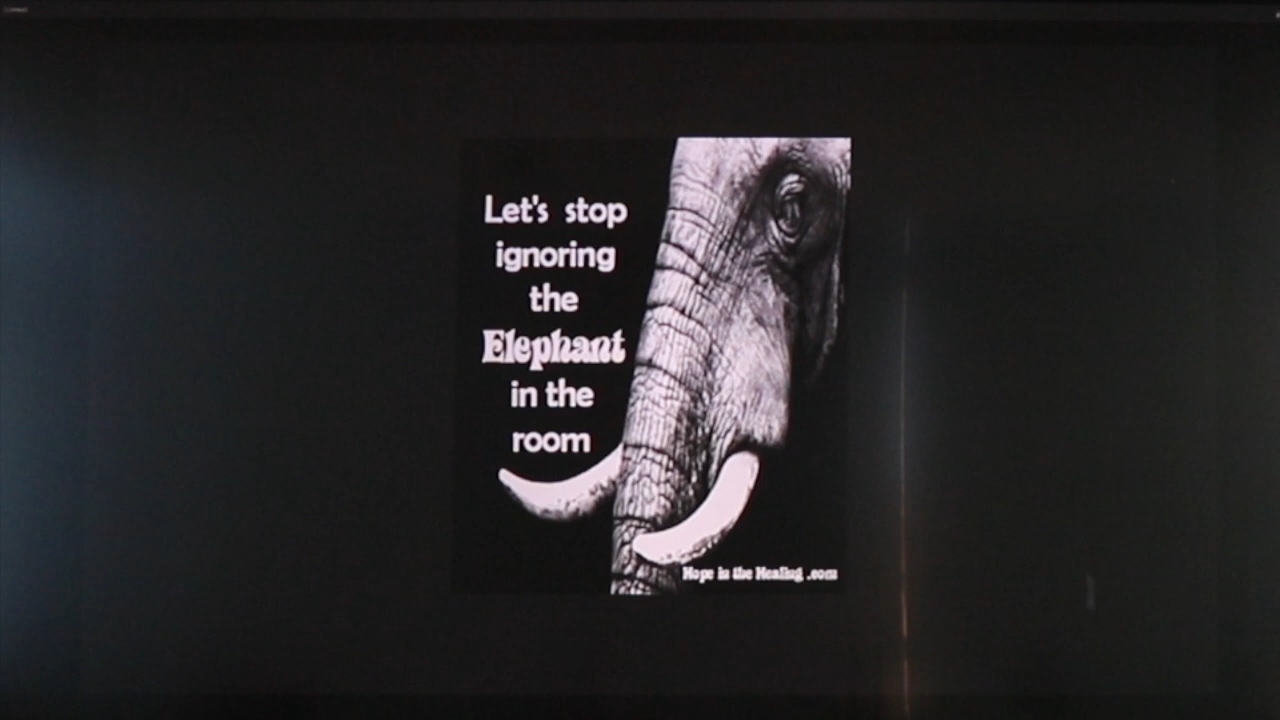 Let's stop
ignoring
the
Elephant
in the
room
Hope in the Healing .com